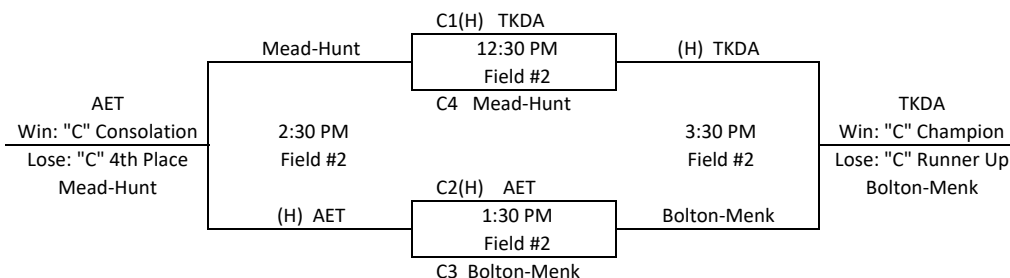 C1(H) TKDA
Mead-Hunt 12:30 PM (H) TKDA
Field #2
C4 Mead-Hunt
AET TKDA
Win: "C" Consolation 2:30 PM 3:30 PM Win: "C" Champion
Lose: "C" 4th Place Field #2 Field #2 Lose: "C" Runner Up
Mead-Hunt C2(H) AET Bolton-Menk
(H) AET 1:30 PM Bolton-Menk
Field #2
C3 Bolton-Menk